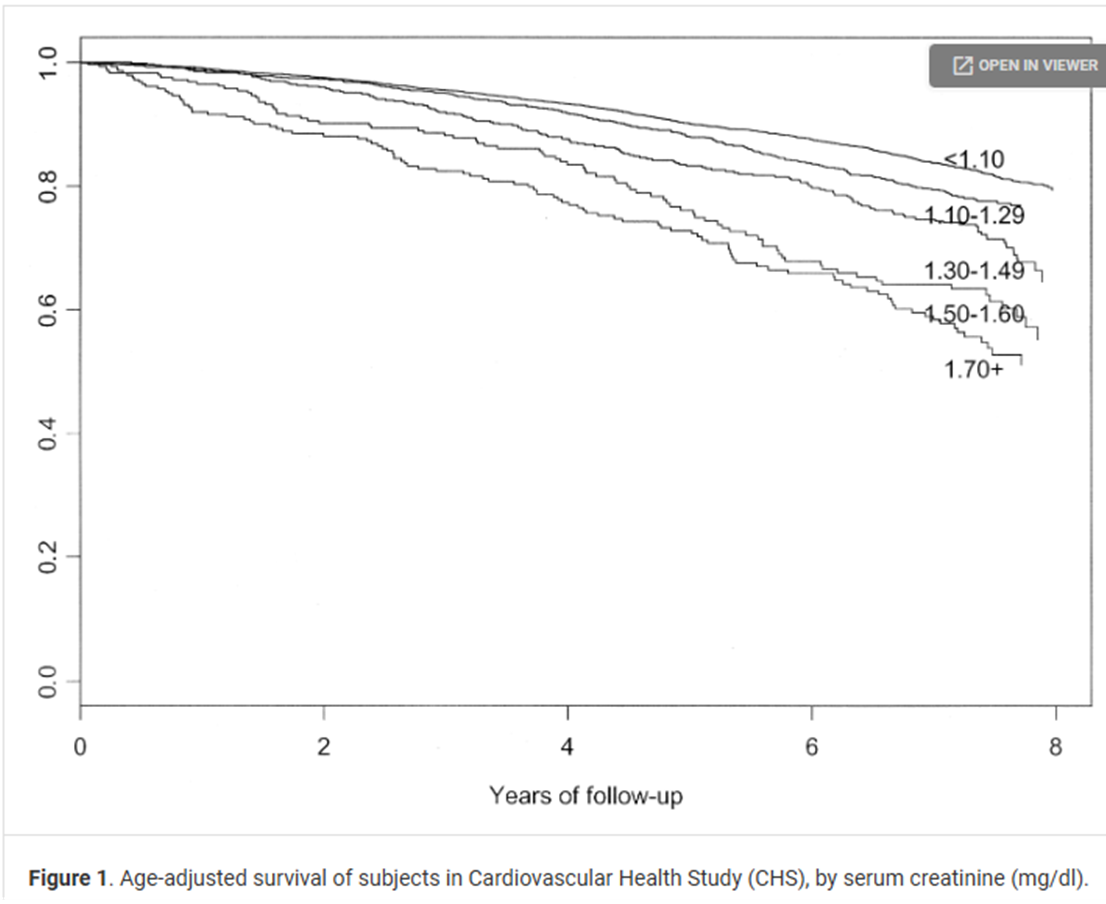 OPEN IN VIEWER
1.0
0.8
0.6
0.4
0.2
0.0
<1.10
1.10-1.29
1.30-1.49
1.50-1.60
1.70+
0 2 4 6 8
Years of follow-up
Figure 1. Age-adjusted survival of subjects in Cardiovascular Health Study (CHS), by serum creatinine (mg/dl).